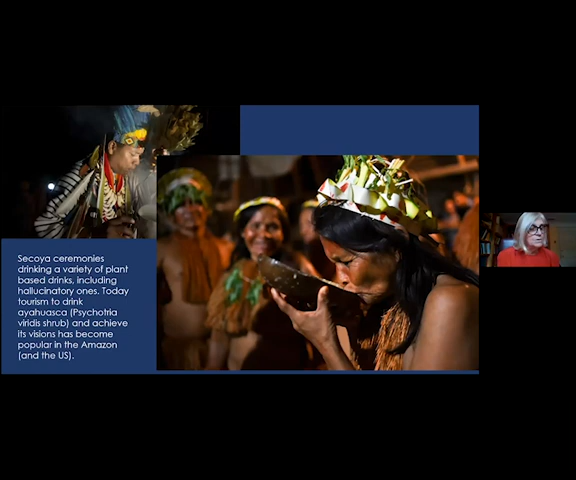 Secoya ceremonies
drinking a variety of plant
based drinks, including
hallucinatory ones. Today
tourism to drink
ayahuasca (Psychotria
viridis shrub) and achieve
its visions has become
popular in the Amazon
(and the US).